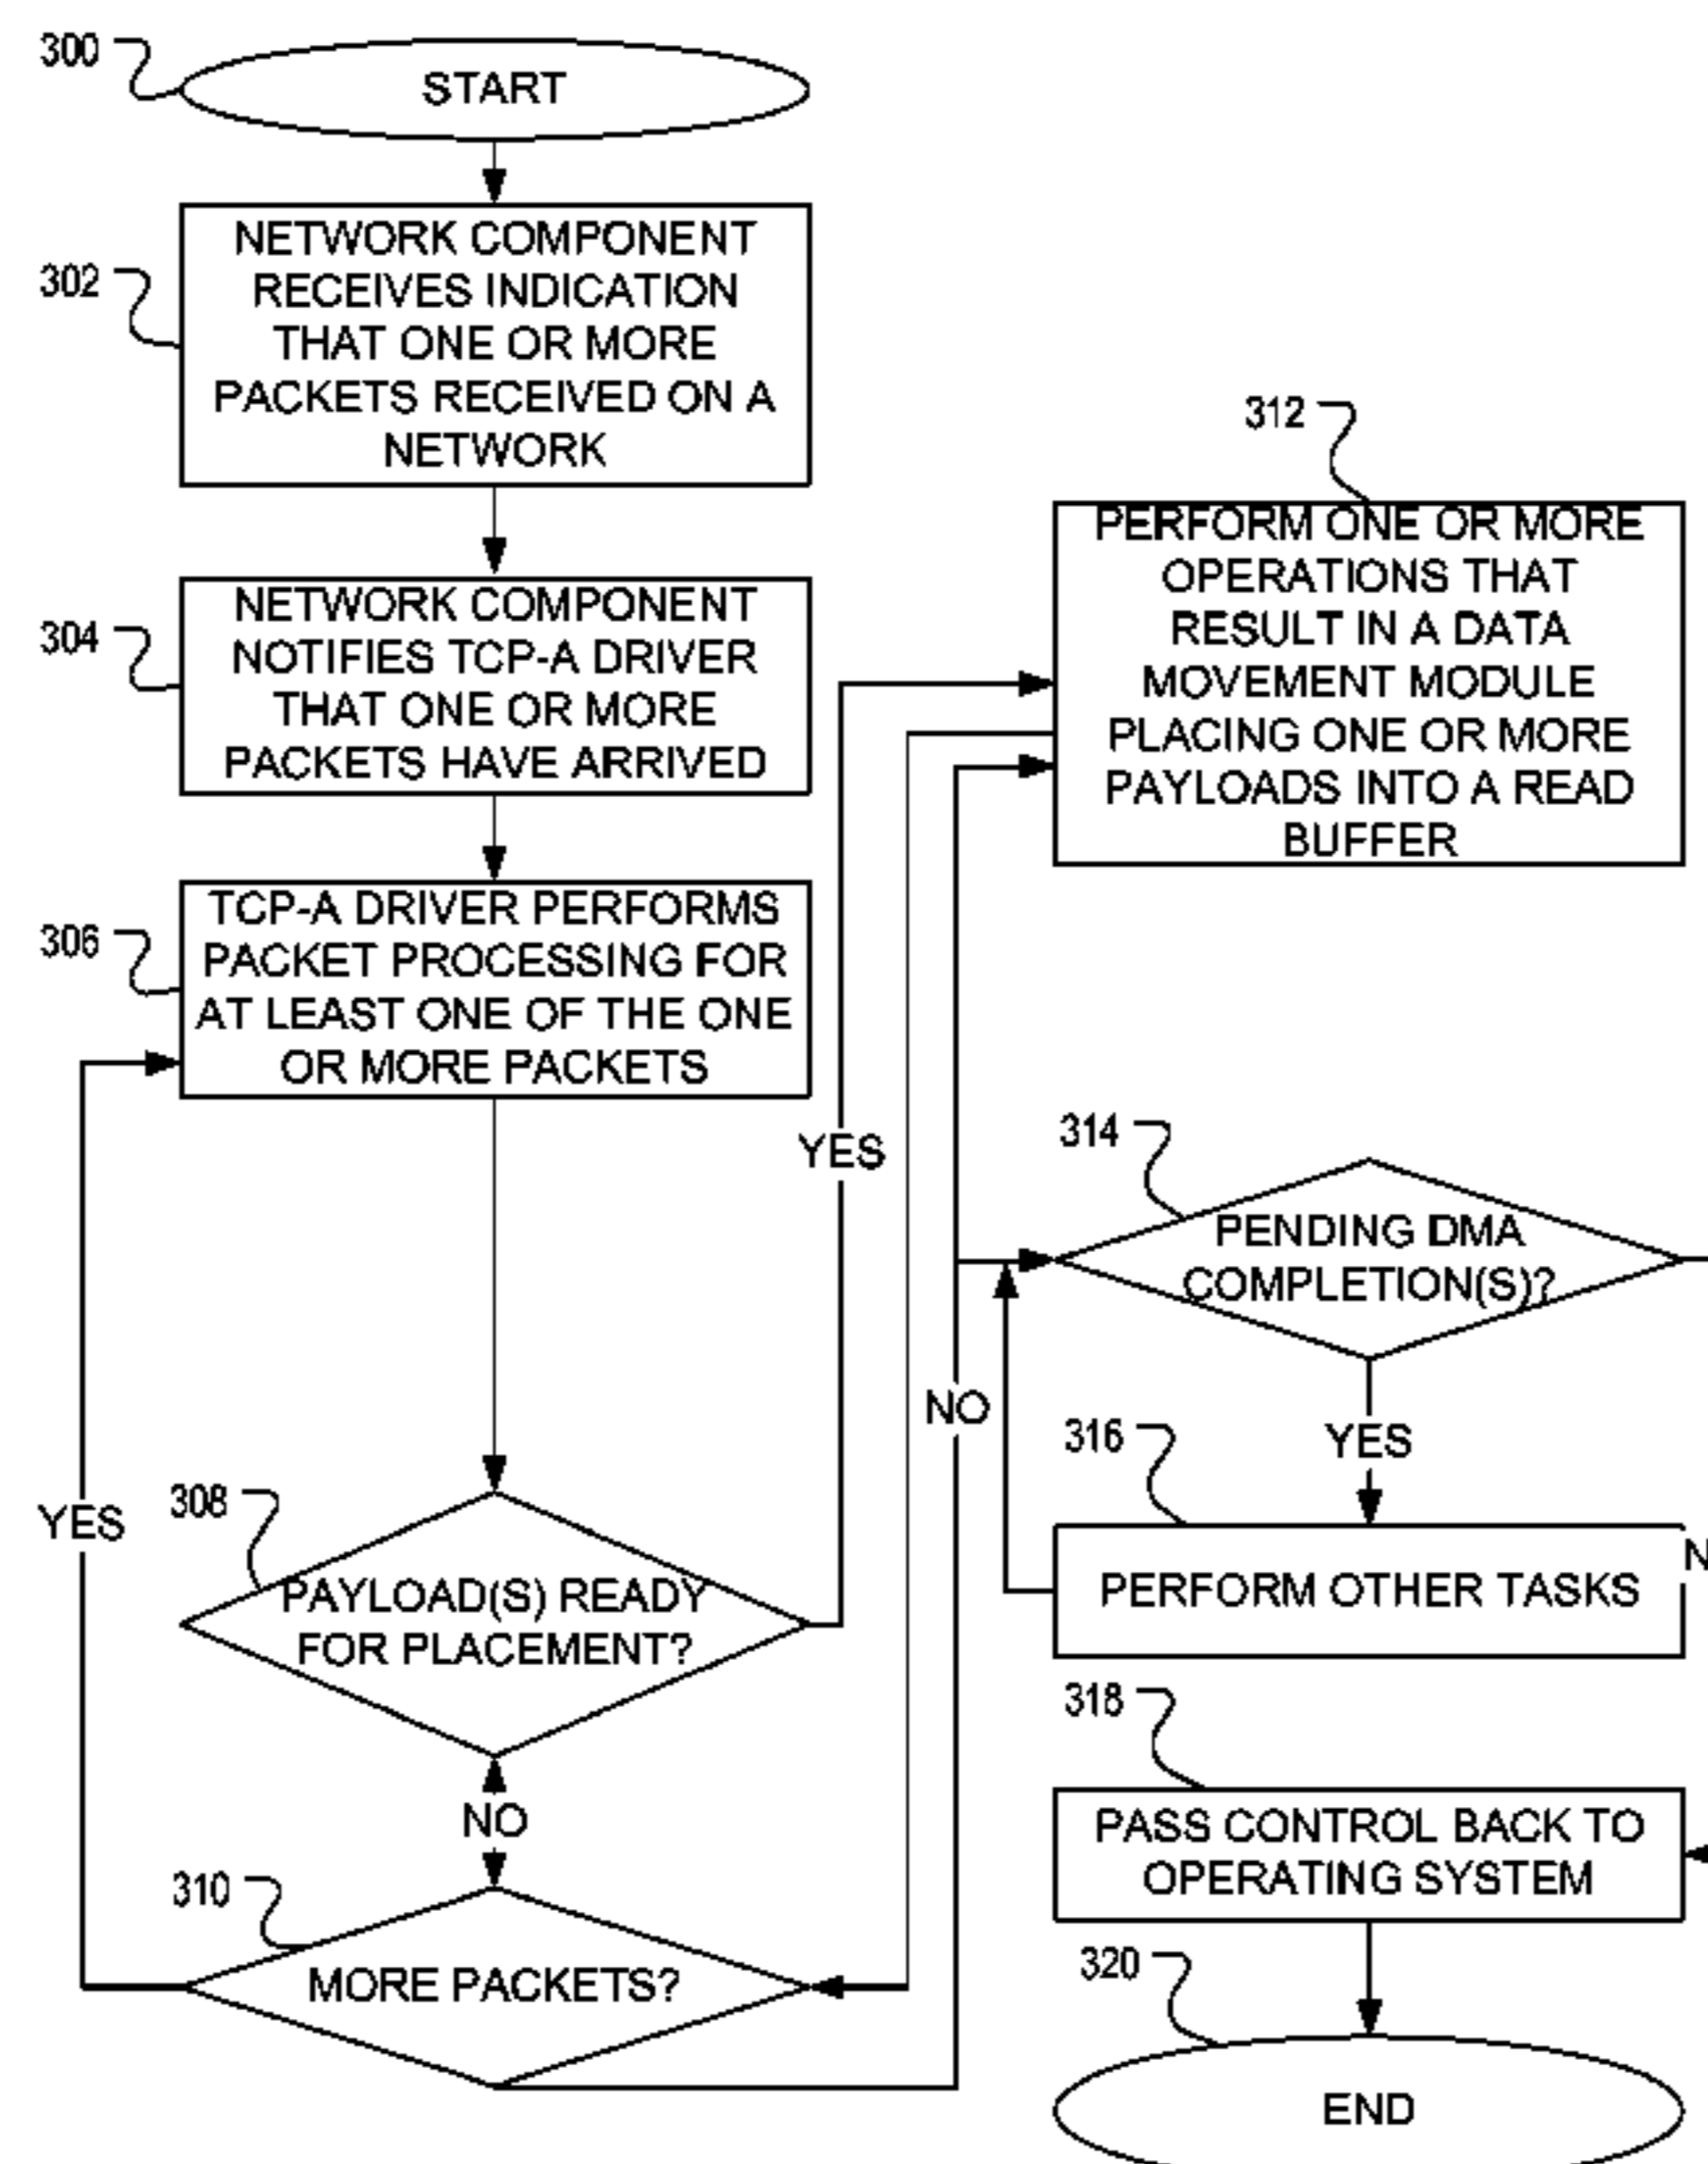 300
START
302
NETWORK COMPONENT
RECEIVES INDICATION
THAT ONE OR MORE
PACKETS RECEIVED ON A
NETWORK
304
NETWORK COMPONENT
NOTIFIES TCP-A DRIVER
THAT ONE OR MORE
PACKETS HAVE ARRIVED
306
TCP-A DRIVER PERFORMS
PACKET PROCESSING FOR
AT LEAST ONE OF THE ONE
OR MORE PACKETS
YES
308
PAYLOAD(S) READY
FOR PLACEMENT?
YES
NO
310
MORE PACKETS?
NO
312
PERFORM ONE OR MORE
OPERATIONS THAT
RESULT IN A DATA
MOVEMENT MODULE
PLACING ONE OR MORE
PAYLOADS INTO A READ
BUFFER
314
PENDING DMA
COMPLETION(S)?
YES
316
PERFORM OTHER TASKS
318
PASS CONTROL BACK TO
OPERATING SYSTEM
320
END